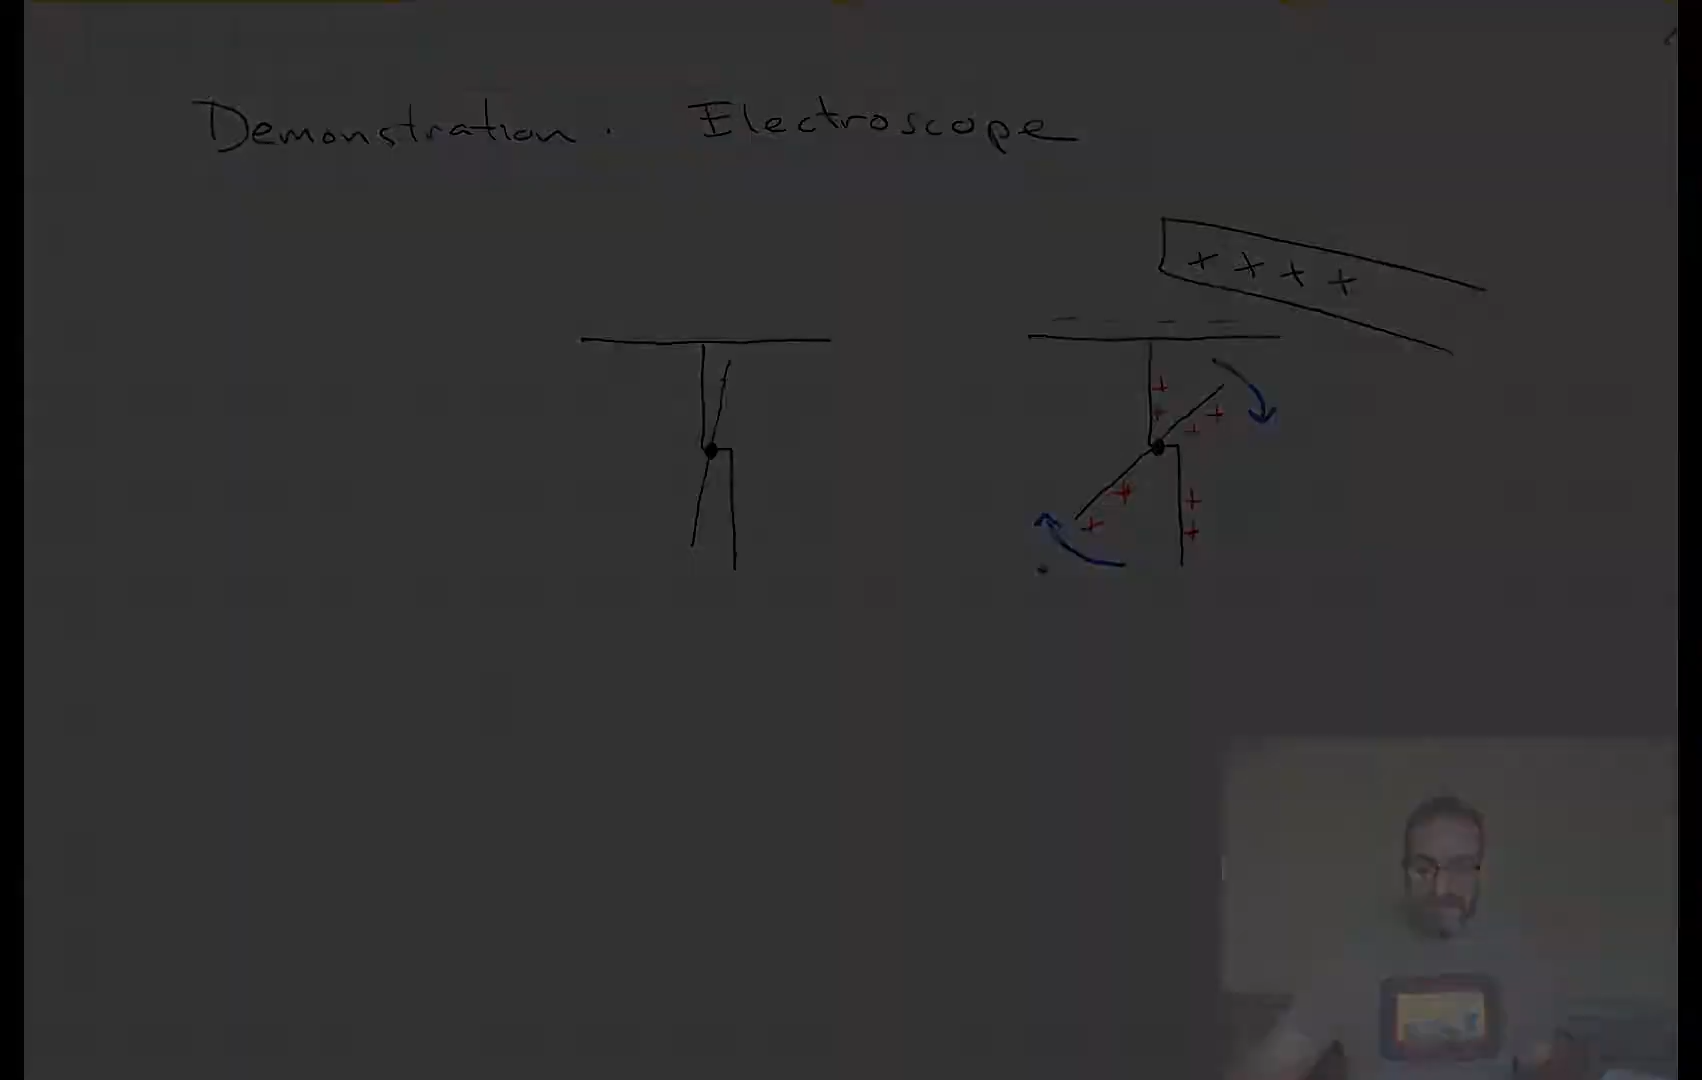 Demonstration. Electroscope
+ + + +
- - - -
+
+
+
+
+
+
+
+